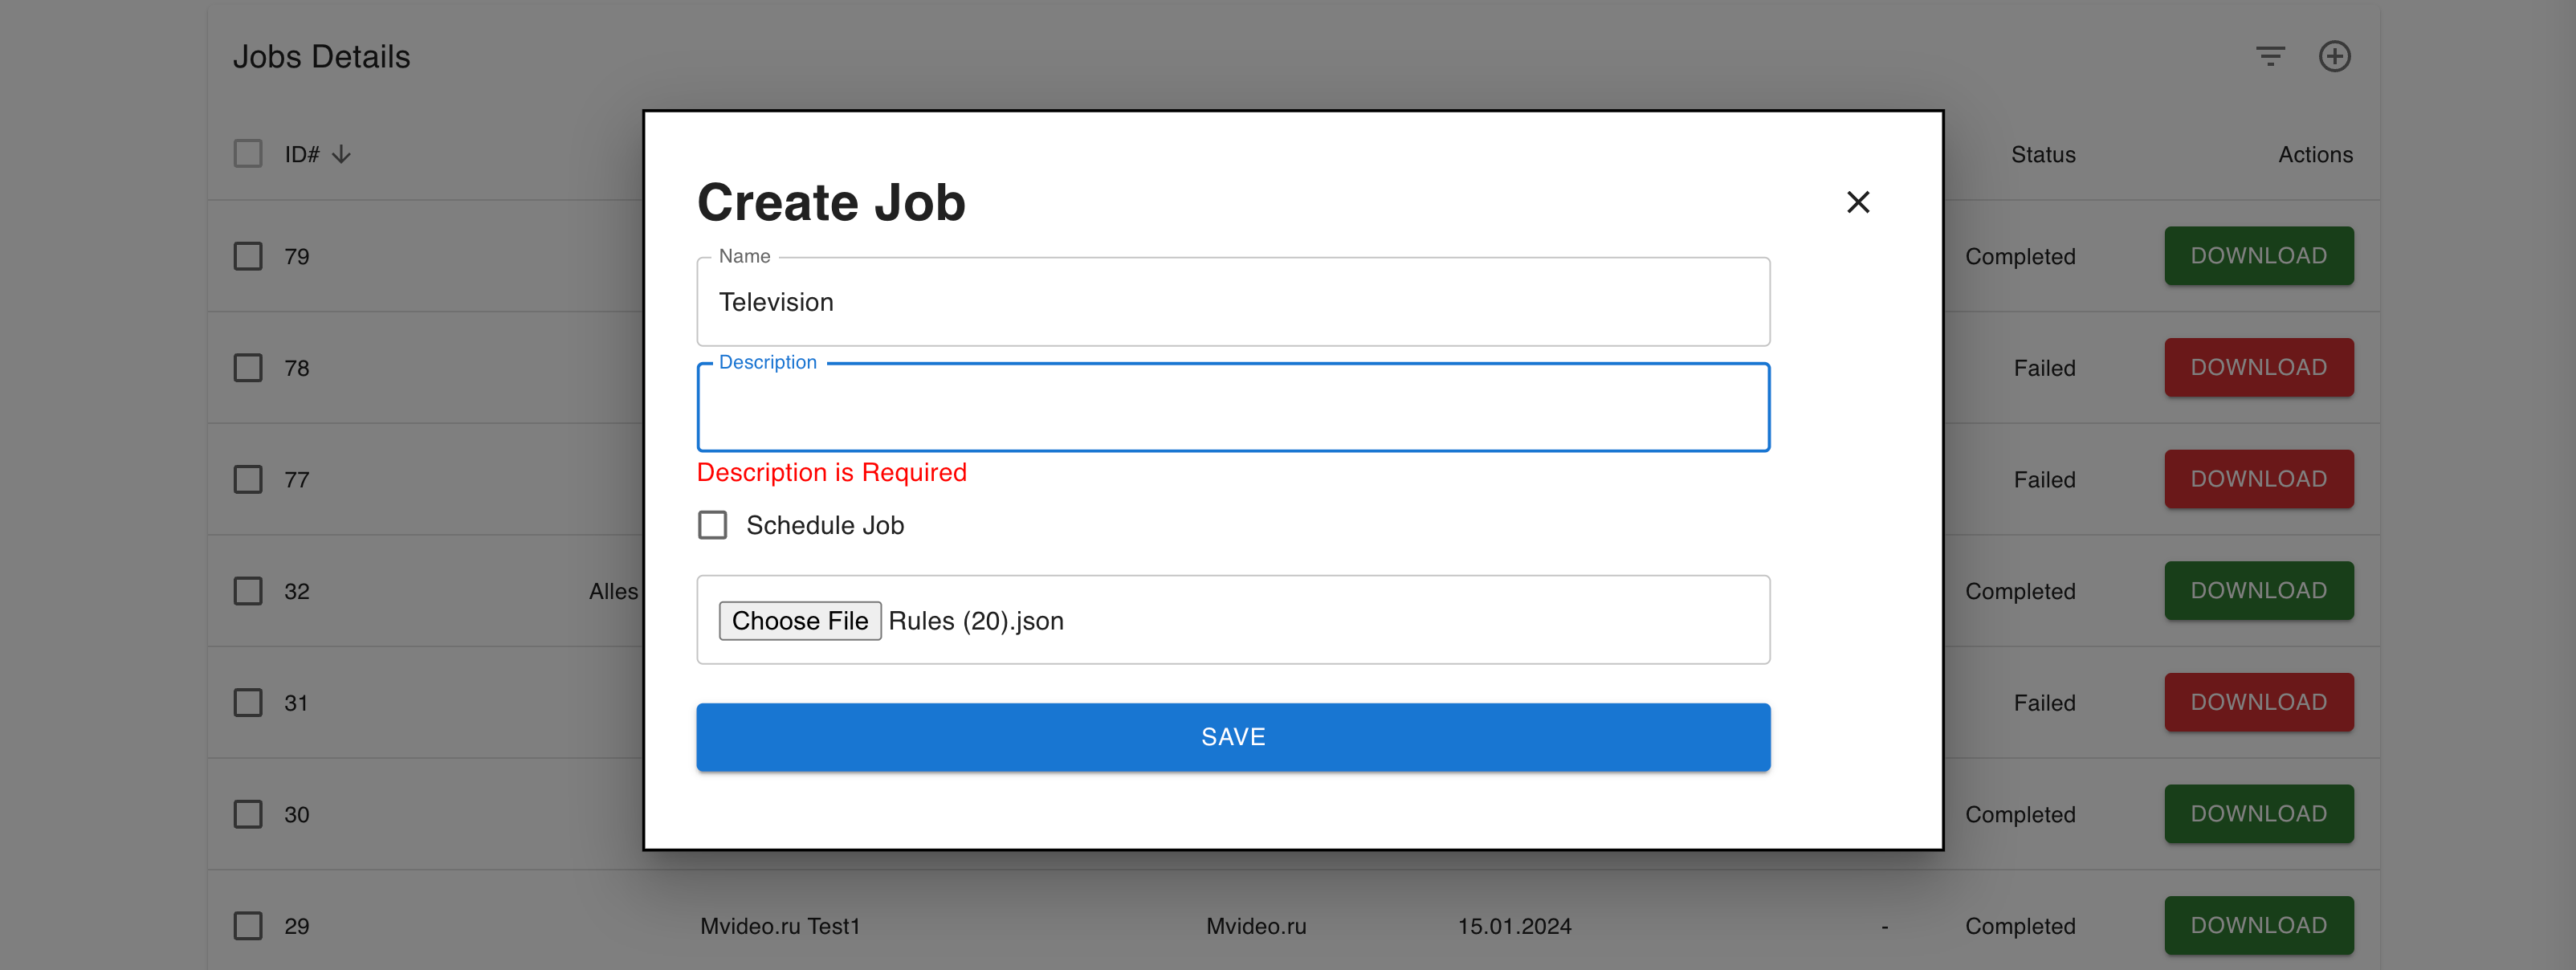 Jobs Details
ID# Status Actions
Create Job
Name
Television
Description
Description is Required
Schedule Job
Choose File Rules (20).json
SAVE
79 Completed DOWNLOAD
78 Failed DOWNLOAD
77 Failed DOWNLOAD
32 Alles Completed DOWNLOAD
31 Failed DOWNLOAD
30 Completed DOWNLOAD
29 Mvideo.ru Test1 Mvideo.ru 15.01.2024 - Completed DOWNLOAD